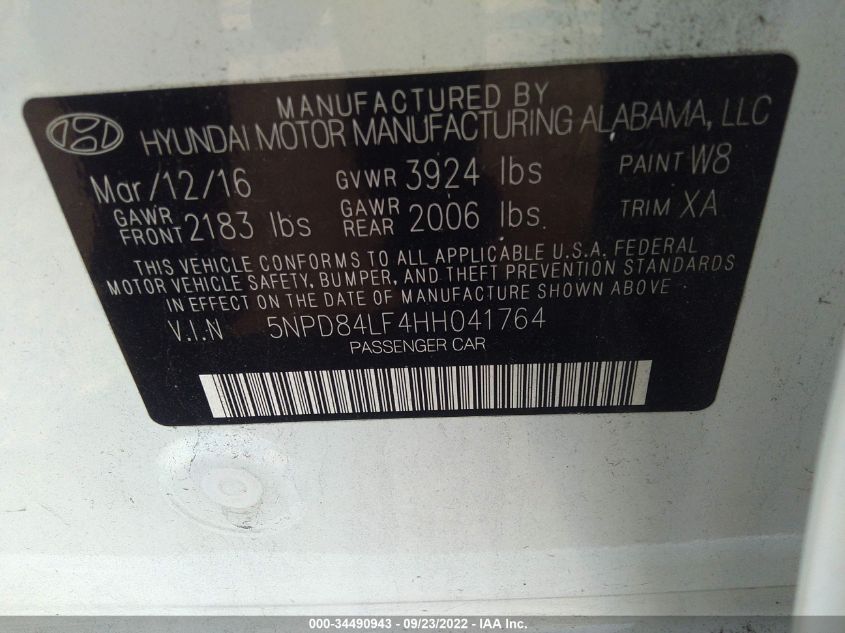 MANUFACTURED BY
HYUNDAI MOTOR MANUFACTURING ALABAMA, LLC
Mar/12/16 GVWR 3924 lbs PAINT W8
GAWR FRONT 2183 lbs GAWR REAR 2006 lbs TRIM XA
THIS VEHICLE CONFORMS TO ALL APPLICABLE U.S.A. FEDERAL
MOTOR VEHICLE SAFETY, BUMPER, AND THEFT PREVENTION STANDARDS
IN EFFECT ON THE DATE OF MANUFACTURE SHOWN ABOVE
V.I.N 5NPD84LF4HH041764
PASSENGER CAR
000-34490943 - 09/23/2022 - IAA Inc.